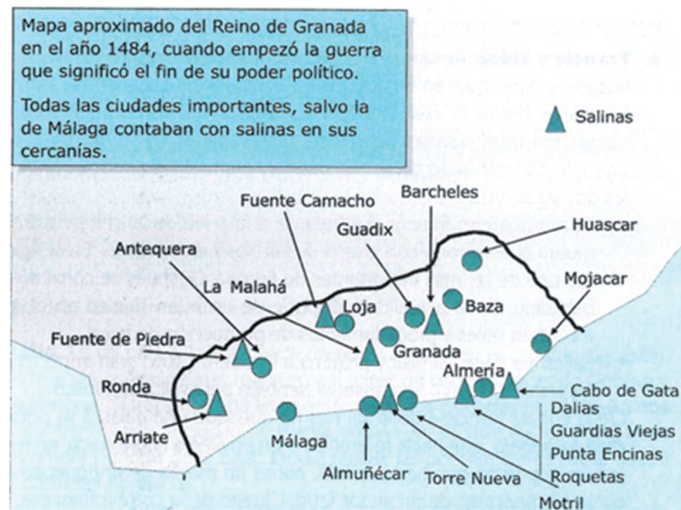 Mapa aproximado del Reino de Granada
en el año 1484, cuando empezó la guerra
que significó el fin de su poder político.
Todas las ciudades importantes, salvo la
de Málaga contaban con salinas en sus
cercanías.
Salinas
Barcheles
Fuente Camacho
Huascar
Guadix
Antequera
Mojacar
La Malahá
Loja
Baza
Fuente de Piedra
Granada
Almería
Ronda
Cabo de Gata
Dalias
Arriate
Málaga
Guardias Viejas
Punta Encinas
Almuñécar
Torre Nueva
Roquetas
Motril